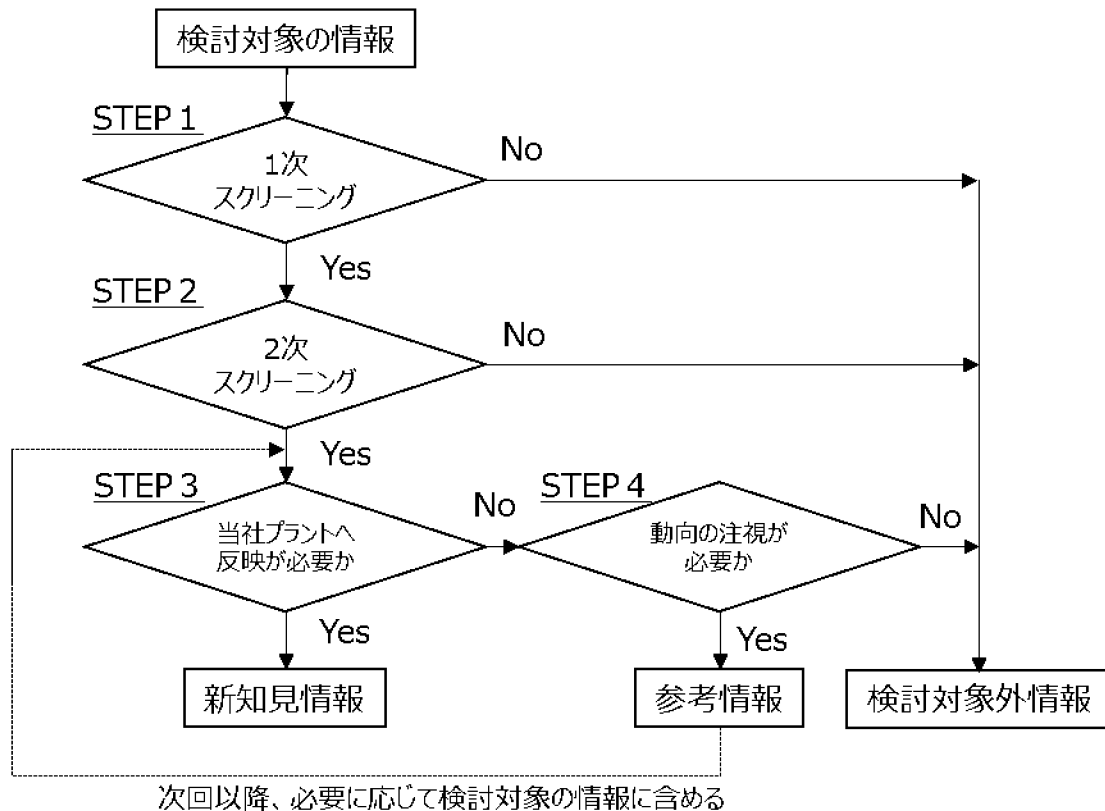 検討対象の情報
STEP 1
1次
スクリーニング
No
Yes
STEP 2
2次
スクリーニング
No
Yes
STEP 3
当社プラントへ
反映が必要か
No
STEP 4
動向の注視が
必要か
No
Yes
Yes
新知見情報
参考情報
検討対象外情報
次回以降、必要に応じて検討対象の情報に含める